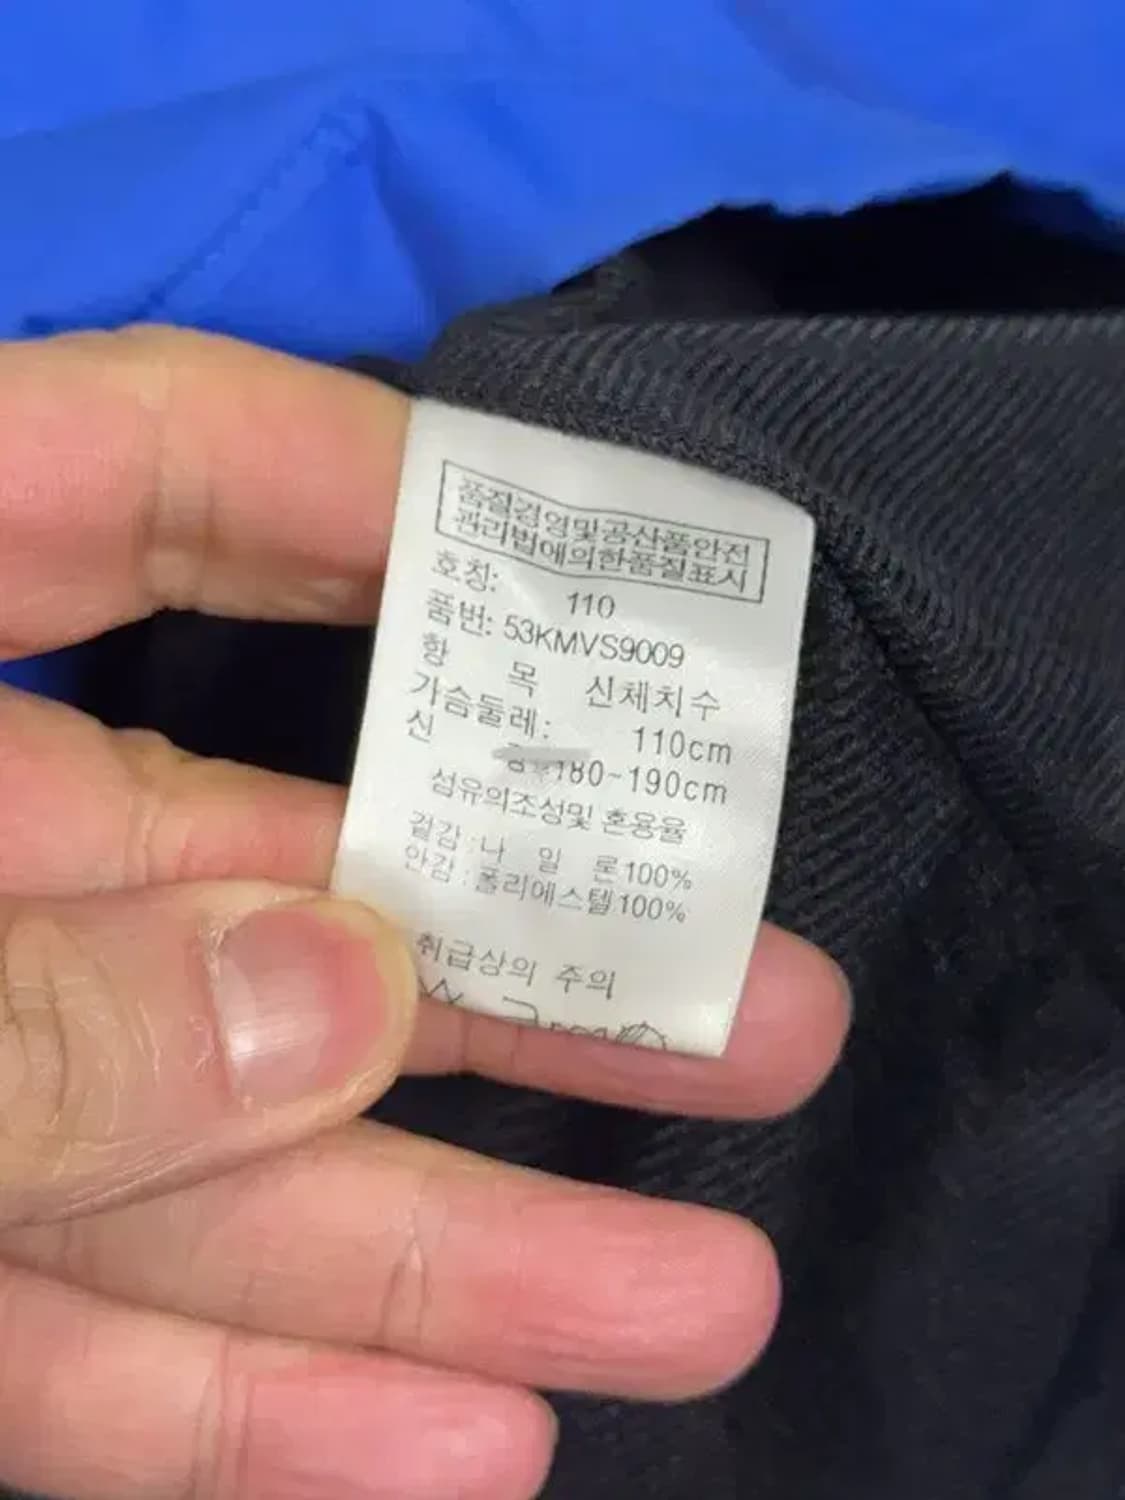 품질경영및공산품안전
관리법에의한품질표시
호칭: 110
품번: 53KMVS9009
항 목 신체치수
가슴둘레: 110cm
신 장:180~190cm
섬유의조성및 혼용율
겉감:나 일 론100%
안감:폴리에스텔100%
취급상의 주의